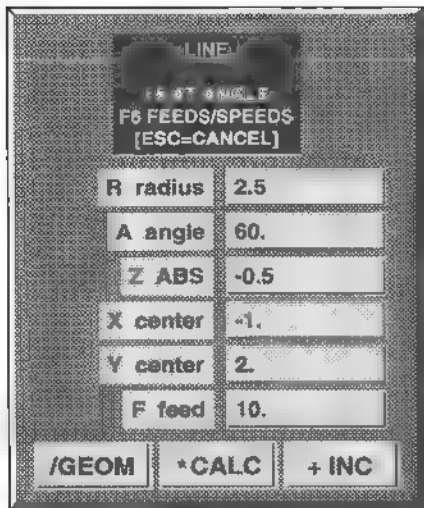 LINE
F6 FEEDS/SPEEDS
[ESC=CANCEL]
R radius 2.5
A angle 60.
Z ABS -0.5
X center -1.
Y center 2.
F feed 10.
/GEOM *CALC + INC